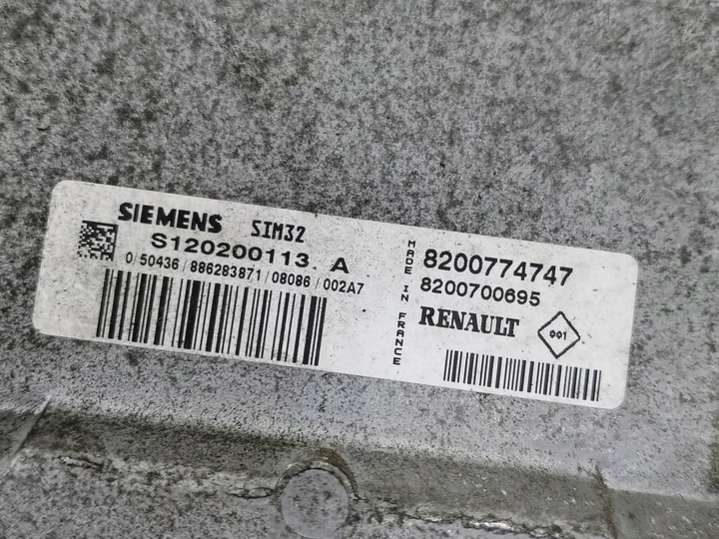 SIEMENS SIM32
S120200113 A
0/50436/886283871/08086/002A7
MADE IN FRANCE
8200774747
8200700695
RENAULT
001